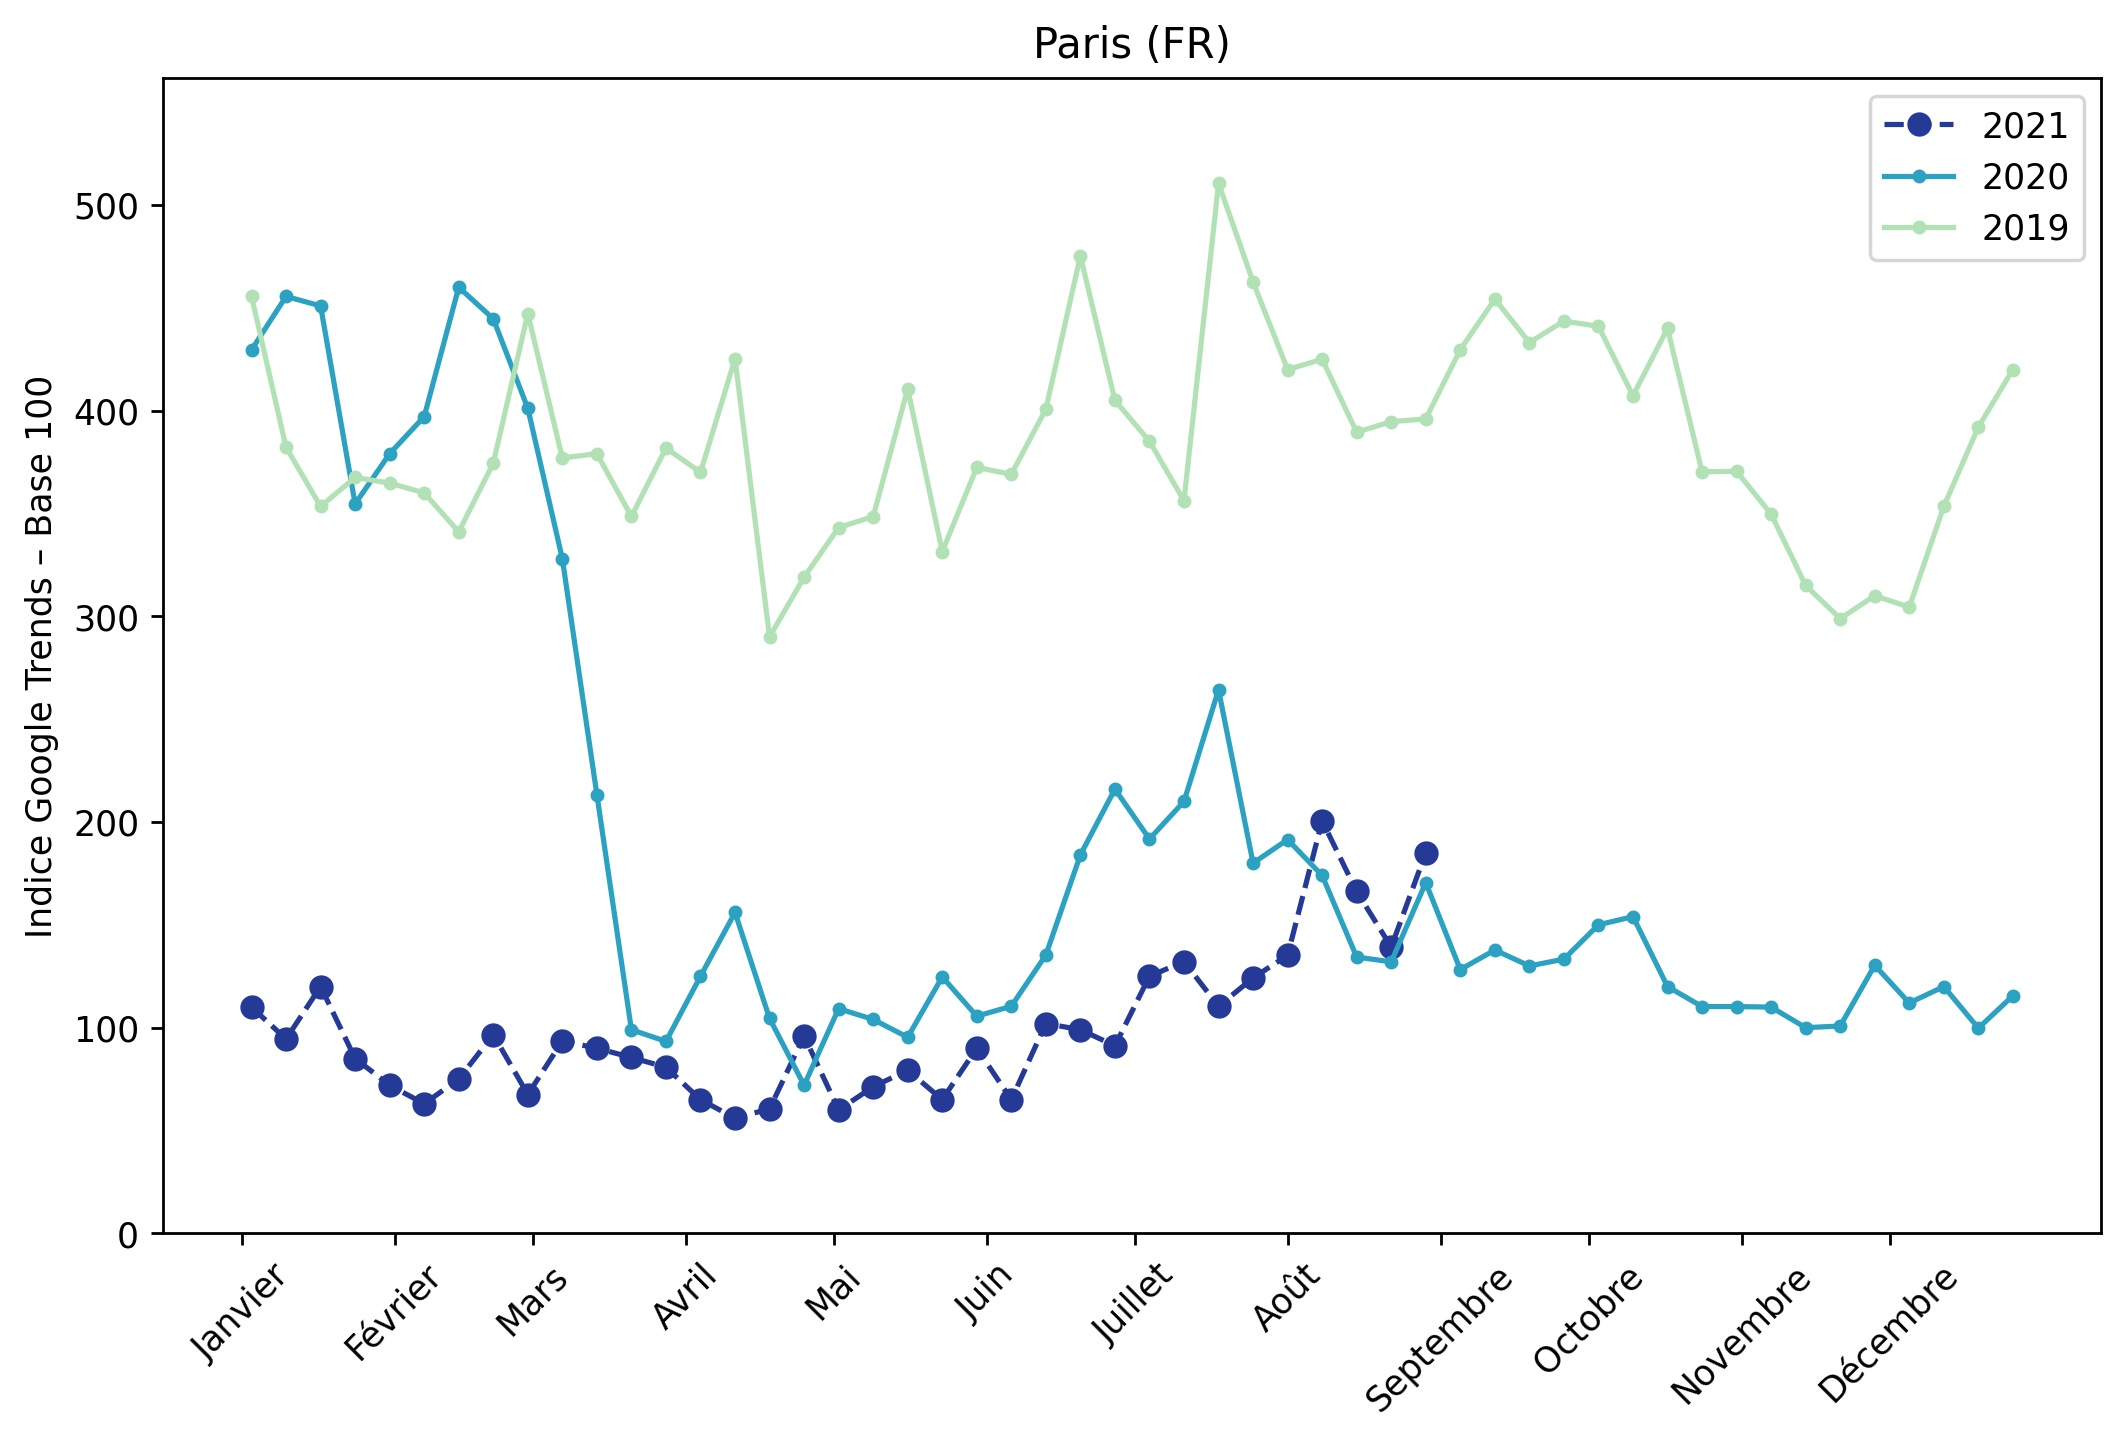 Paris (FR)
2021
2020
2019
Indice Google Trends – Base 100
500
400
300
200
100
0
Janvier
Février
Mars
Avril
Mai
Juin
Juillet
Août
Septembre
Octobre
Novembre
Décembre